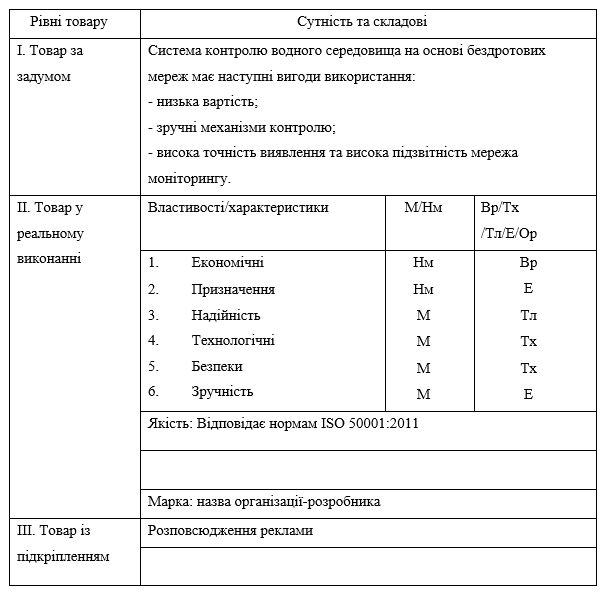 Рівні товару Сутність та складові
І. Товар за
задумом
Система контролю водного середовища на основі бездротових
мереж має наступні вигоди використання:
- низька вартість;
- зручні механізми контролю;
- висока точність виявлення та висока підзвітність мережа
моніторингу.
ІІ. Товар у
реальному
виконанні
Властивості/характеристики М/Нм Вр/Тх
/Тл/Е/Ор
1. Економічні Нм Вр
2. Призначення Нм Е
3. Надійність М Тл
4. Технологічні М Тх
5. Безпеки М Тх
6. Зручність М Е
Якість: Відповідає нормам ISO 50001:2011
Марка: назва організації-розробника
ІІІ. Товар із
підкріпленням
Розповсюдження реклами